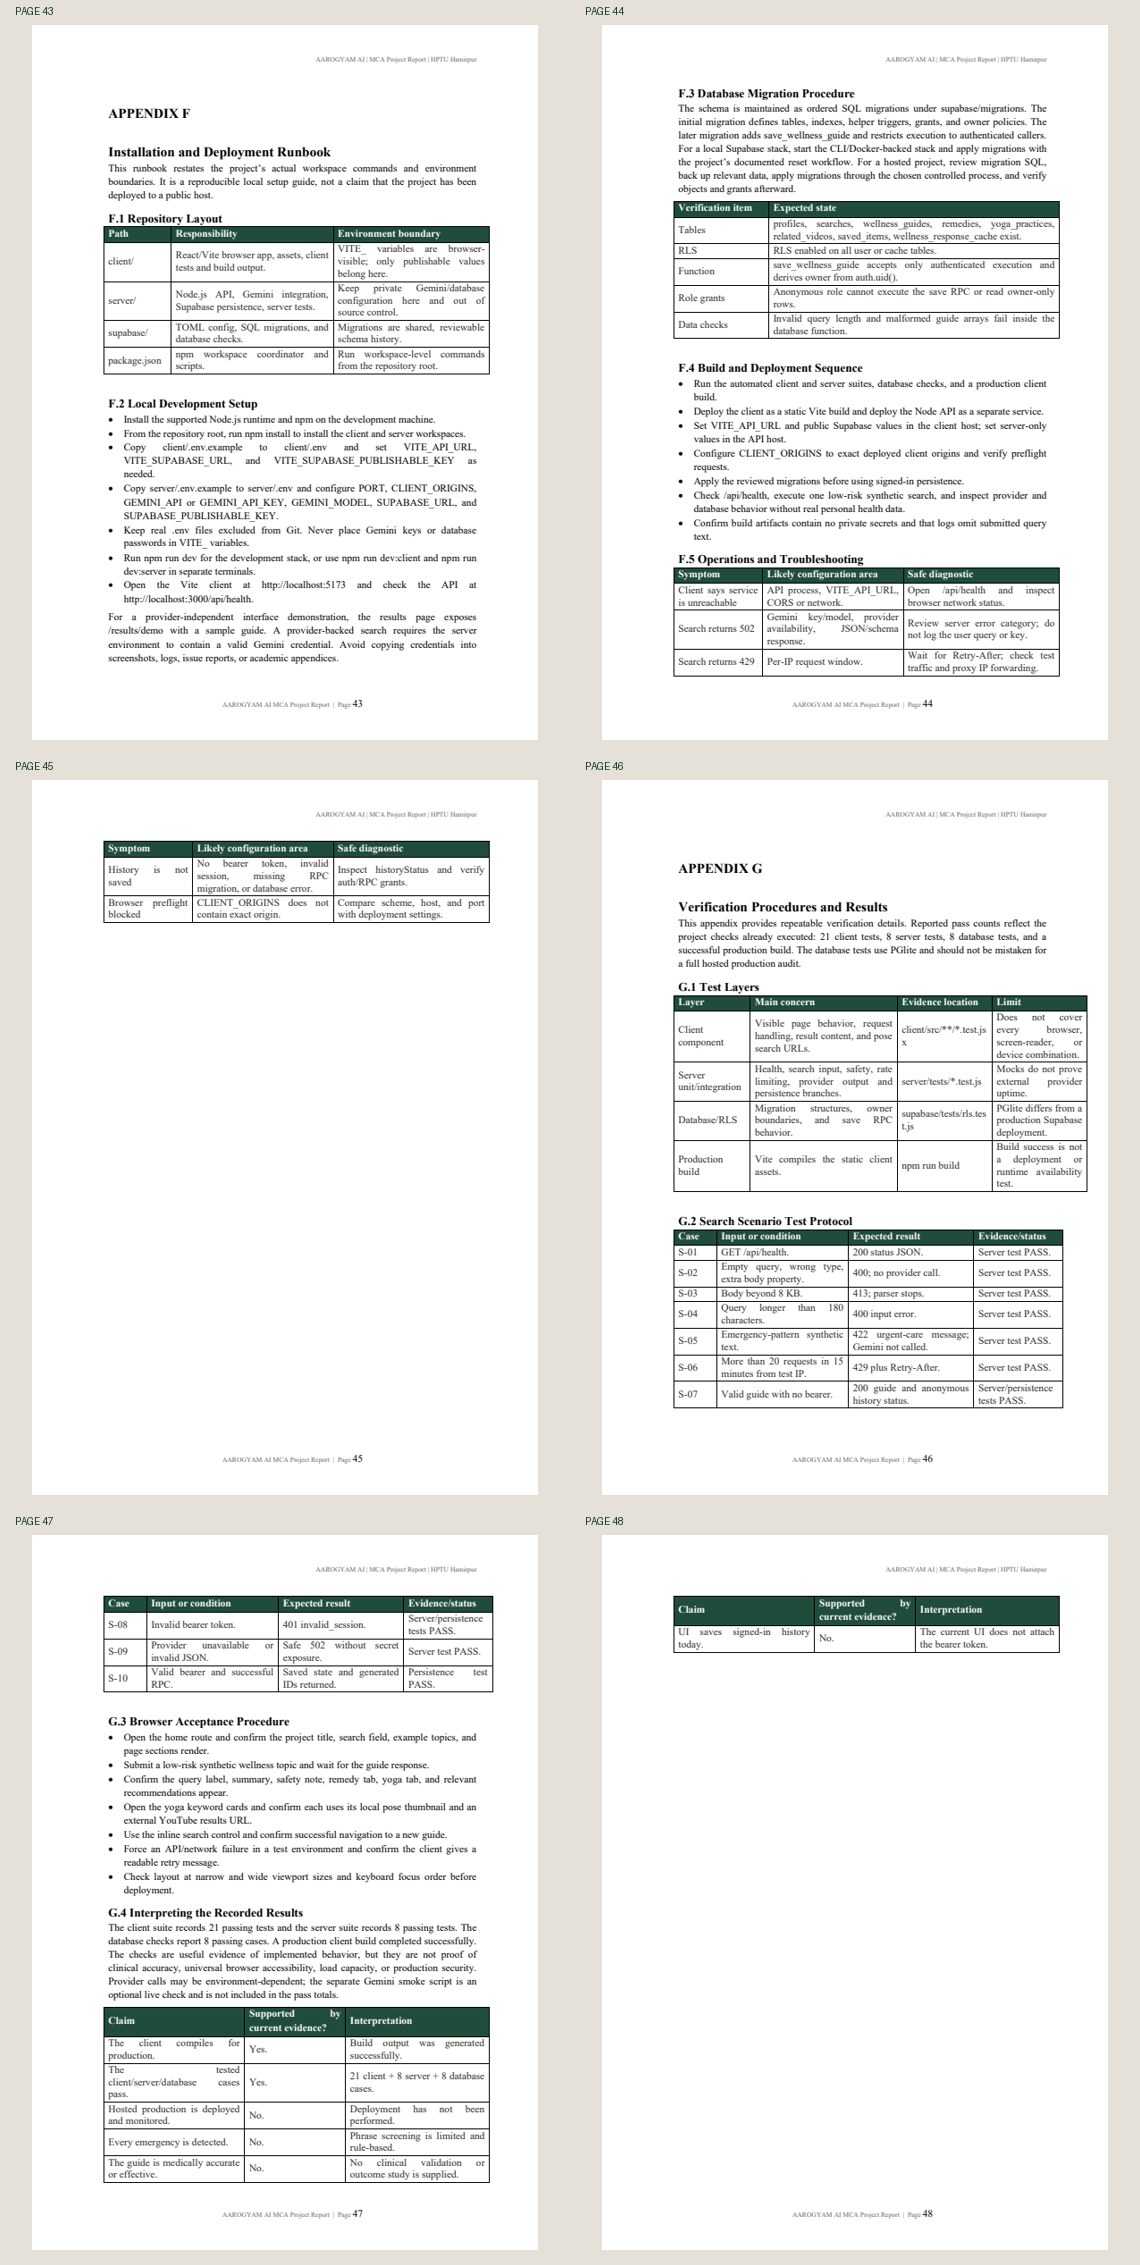 PAGE 43
AAROGYAM AI | MCA Project Report | HPTU Hamirpur
APPENDIX F
Installation and Deployment Runbook
This runbook restates the project's actual workspace commands and environment
boundaries. It is a reproducible local setup guide, not a claim that the project has been
deployed to a public host.
F.1 Repository Layout
Path Responsibility Environment boundary
client/ React/Vite browser app, assets, client tests and build output. VITE_ variables are browser-visible; only publishable values belong here.
server/ Node.js API, Gemini integration, Supabase persistence, server tests. Keep private Gemini/database configuration here and out of source control.
supabase/ TOML config, SQL migrations, and database checks. Migrations are shared, reviewable schema history.
package.json npm workspace coordinator and scripts. Run workspace-level commands from the repository root.
F.2 Local Development Setup
• Install the supported Node.js runtime and npm on the development machine.
• From the repository root, run npm install to install the client and server workspaces.
• Copy client/.env.example to client/.env and set VITE_API_URL,
VITE_SUPABASE_URL, and VITE_SUPABASE_PUBLISHABLE_KEY as
needed.
• Copy server/.env.example to server/.env and configure PORT, CLIENT_ORIGINS,
GEMINI_API or GEMINI_API_KEY, GEMINI_MODEL, SUPABASE_URL, and
SUPABASE_PUBLISHABLE_KEY.
• Keep real .env files excluded from Git. Never place Gemini keys or database
passwords in VITE_ variables.
• Run npm run dev for the development stack, or use npm run dev:client and npm run
dev:server in separate terminals.
• Open the Vite client at http://localhost:5173 and check the API at
http://localhost:3000/api/health.
For a provider-independent interface demonstration, the results page exposes
/results/demo with a sample guide. A provider-backed search requires the server
environment to contain a valid Gemini credential. Avoid copying credentials into
screenshots, logs, issue reports, or academic appendices.
AAROGYAM AI MCA Project Report | Page 43
PAGE 44
AAROGYAM AI | MCA Project Report | HPTU Hamirpur
F.3 Database Migration Procedure
The schema is maintained as ordered SQL migrations under supabase/migrations. The
initial migration defines tables, indexes, helper triggers, grants, and owner policies. The
later migration adds save_wellness_guide and restricts execution to authenticated callers.
For a local Supabase stack, start the CLI/Docker-backed stack and apply migrations with
the project's documented reset workflow. For a hosted project, review migration SQL,
back up relevant data, apply migrations through the chosen controlled process, and verify
objects and grants afterward.
Verification item Expected state
Tables profiles, searches, wellness_guides, remedies, yoga_practices, related_videos, saved_items, wellness_response_cache exist.
RLS RLS enabled on all user or cache tables.
Function save_wellness_guide accepts only authenticated execution and derives owner from auth.uid().
Role grants Anonymous role cannot execute the save RPC or read owner-only rows.
Data checks Invalid query length and malformed guide arrays fail inside the database function.
F.4 Build and Deployment Sequence
• Run the automated client and server suites, database checks, and a production client
build.
• Deploy the client as a static Vite build and deploy the Node API as a separate service.
• Set VITE_API_URL and public Supabase values in the client host; set server-only
values in the API host.
• Configure CLIENT_ORIGINS to exact deployed client origins and verify preflight
requests.
• Apply the reviewed migrations before using signed-in persistence.
• Check /api/health, execute one low-risk synthetic search, and inspect provider and
database behavior without real personal health data.
• Confirm build artifacts contain no private secrets and that logs omit submitted query
text.
F.5 Operations and Troubleshooting
Symptom Likely configuration area Safe diagnostic
Client says service is unreachable API process, VITE_API_URL, CORS or network. Open /api/health and inspect browser network status.
Search returns 502 Gemini key/model, provider availability, JSON/schema response. Review server error category; do not log the user query or key.
Search returns 429 Per-IP request window. Wait for Retry-After; check test traffic and proxy IP forwarding.
AAROGYAM AI MCA Project Report | Page 44
PAGE 45
AAROGYAM AI | MCA Project Report | HPTU Hamirpur
Symptom Likely configuration area Safe diagnostic
History is not saved No bearer token, invalid session, missing RPC migration, or database error. Inspect historyStatus and verify auth/RPC grants.
Browser preflight blocked CLIENT_ORIGINS does not contain exact origin. Compare scheme, host, and port with deployment settings.
AAROGYAM AI MCA Project Report | Page 45
PAGE 46
AAROGYAM AI | MCA Project Report | HPTU Hamirpur
APPENDIX G
Verification Procedures and Results
This appendix provides repeatable verification details. Reported pass counts reflect the
project checks already executed: 21 client tests, 8 server tests, 8 database tests, and a
successful production build. The database tests use PGlite and should not be mistaken for
a full hosted production audit.
G.1 Test Layers
Layer Main concern Evidence location Limit
Client component Visible page behavior, request handling, result content, and pose search URLs. client/src/**/*.test.jsx Does not cover every browser, screen-reader, or device combination.
Server unit/integration Health, search input, safety, rate limiting, provider output and persistence branches. server/tests/*.test.js Mocks do not prove external provider uptime.
Database/RLS Migration structures, owner boundaries, and save RPC behavior. supabase/tests/rls.test.js PGlite differs from a production Supabase deployment.
Production build Vite compiles the static client assets. npm run build Build success is not a deployment or runtime availability test.
G.2 Search Scenario Test Protocol
Case Input or condition Expected result Evidence/status
S-01 GET /api/health. 200 status JSON. Server test PASS.
S-02 Empty query, wrong type, extra body property. 400; no provider call. Server test PASS.
S-03 Body beyond 8 KB. 413; parser stops. Server test PASS.
S-04 Query longer than 180 characters. 400 input error. Server test PASS.
S-05 Emergency-pattern synthetic text. 422 urgent-care message; Gemini not called. Server test PASS.
S-06 More than 20 requests in 15 minutes from test IP. 429 plus Retry-After. Server test PASS.
S-07 Valid guide with no bearer. 200 guide and anonymous history status. Server/persistence tests PASS.
AAROGYAM AI MCA Project Report | Page 46
PAGE 47
AAROGYAM AI | MCA Project Report | HPTU Hamirpur
Case Input or condition Expected result Evidence/status
S-08 Invalid bearer token. 401 invalid_session. Server/persistence tests PASS.
S-09 Provider unavailable or invalid JSON. Safe 502 without secret exposure. Server test PASS.
S-10 Valid bearer and successful RPC. Saved state and generated IDs returned. Persistence test PASS.
G.3 Browser Acceptance Procedure
• Open the home route and confirm the project title, search field, example topics, and
page sections render.
• Submit a low-risk synthetic wellness topic and wait for the guide response.
• Confirm the query label, summary, safety note, remedy tab, yoga tab, and relevant
recommendations appear.
• Open the yoga keyword cards and confirm each uses its local pose thumbnail and an
external YouTube results URL.
• Use the inline search control and confirm successful navigation to a new guide.
• Force an API/network failure in a test environment and confirm the client gives a
readable retry message.
• Check layout at narrow and wide viewport sizes and keyboard focus order before
deployment.
G.4 Interpreting the Recorded Results
The client suite records 21 passing tests and the server suite records 8 passing tests. The
database checks report 8 passing cases. A production client build completed successfully.
The checks are useful evidence of implemented behavior, but they are not proof of
clinical accuracy, universal browser accessibility, load capacity, or production security.
Provider calls may be environment-dependent; the separate Gemini smoke script is an
optional live check and is not included in the pass totals.
Claim Supported by current evidence? Interpretation
The client compiles for production. Yes. Build output was generated successfully.
The tested client/server/database cases pass. Yes. 21 client + 8 server + 8 database cases.
Hosted production is deployed and monitored. No. Deployment has not been performed.
Every emergency is detected. No. Phrase screening is limited and rule-based.
The guide is medically accurate or effective. No. No clinical validation or outcome study is supplied.
AAROGYAM AI MCA Project Report | Page 47
PAGE 48
AAROGYAM AI | MCA Project Report | HPTU Hamirpur
Claim Supported by current evidence? Interpretation
UI saves signed-in history today. No. The current UI does not attach the bearer token.
AAROGYAM AI MCA Project Report | Page 48